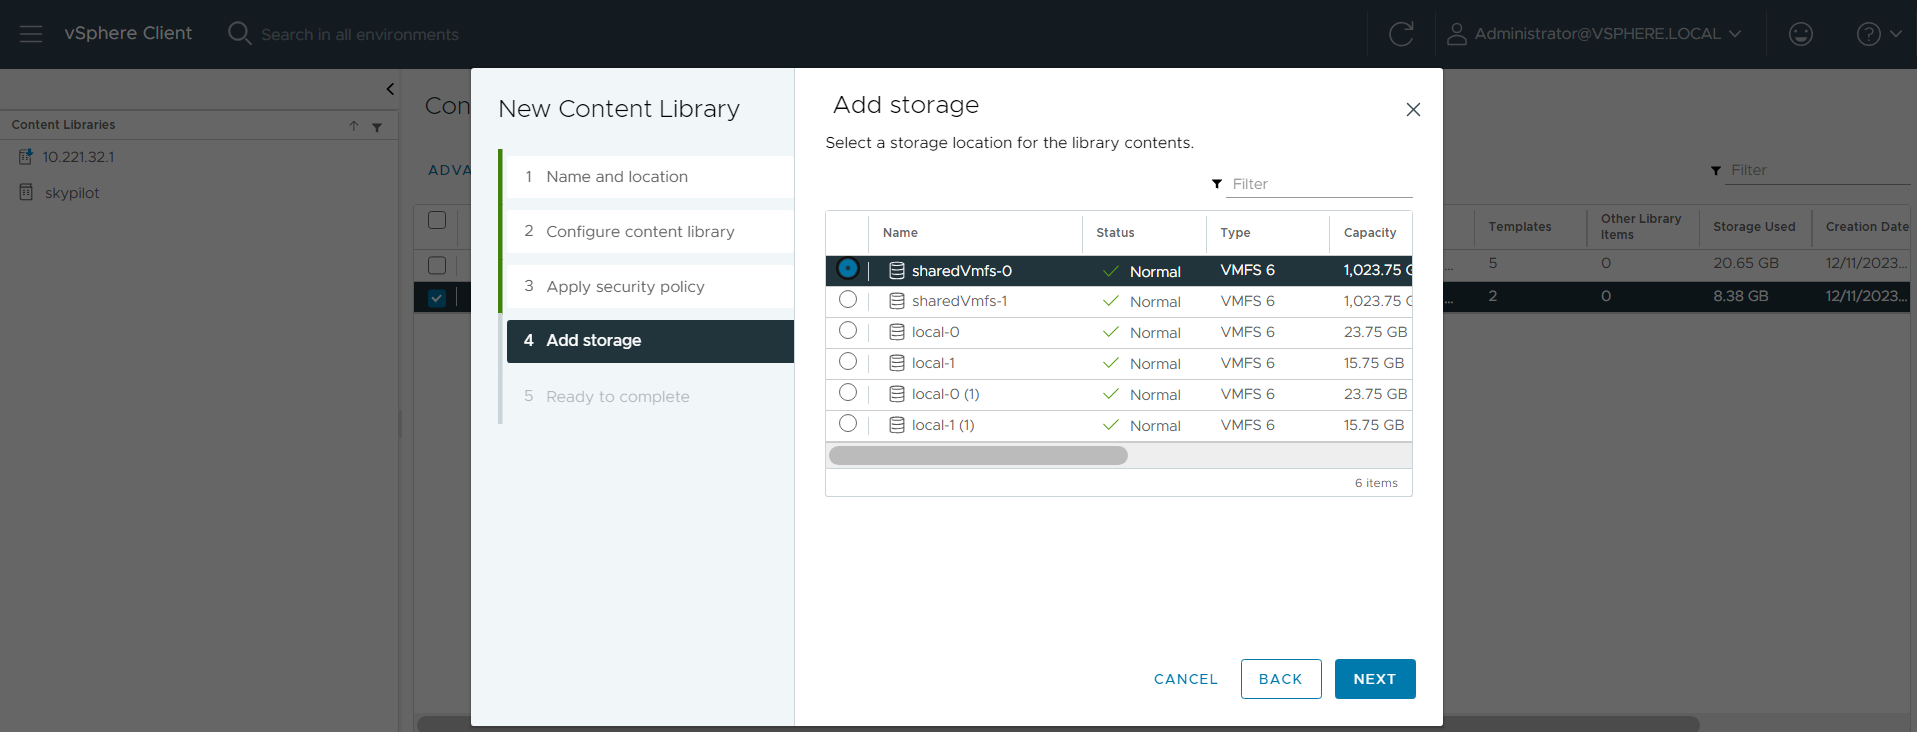 vSphere Client
Search in all environments
Administrator@VSPHERE.LOCAL
Content Libraries
10.221.32.1
skypilot
Con
ADVA
Filter
Templates
Other Library Items
Storage Used
Creation Date
...
5
0
20.65 GB
12/11/2023...
...
2
0
8.38 GB
12/11/2023...
New Content Library
1 Name and location
2 Configure content library
3 Apply security policy
4 Add storage
5 Ready to complete
Add storage
Select a storage location for the library contents.
Filter
Name Status Type Capacity
sharedVmfs-0 Normal VMFS 6 1,023.75 G
sharedVmfs-1 Normal VMFS 6 1,023.75 G
local-0 Normal VMFS 6 23.75 GB
local-1 Normal VMFS 6 15.75 GB
local-0 (1) Normal VMFS 6 23.75 GB
local-1 (1) Normal VMFS 6 15.75 GB
6 items
CANCEL BACK NEXT